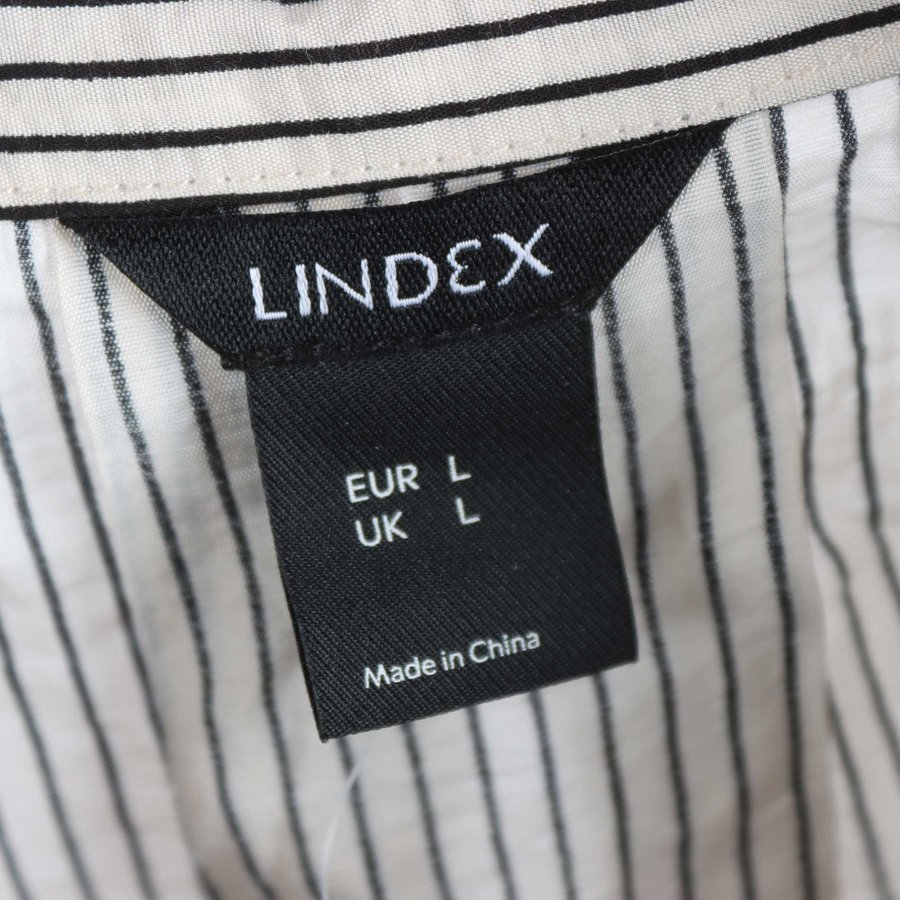 LINDEX
EUR L
UK L
Made in China